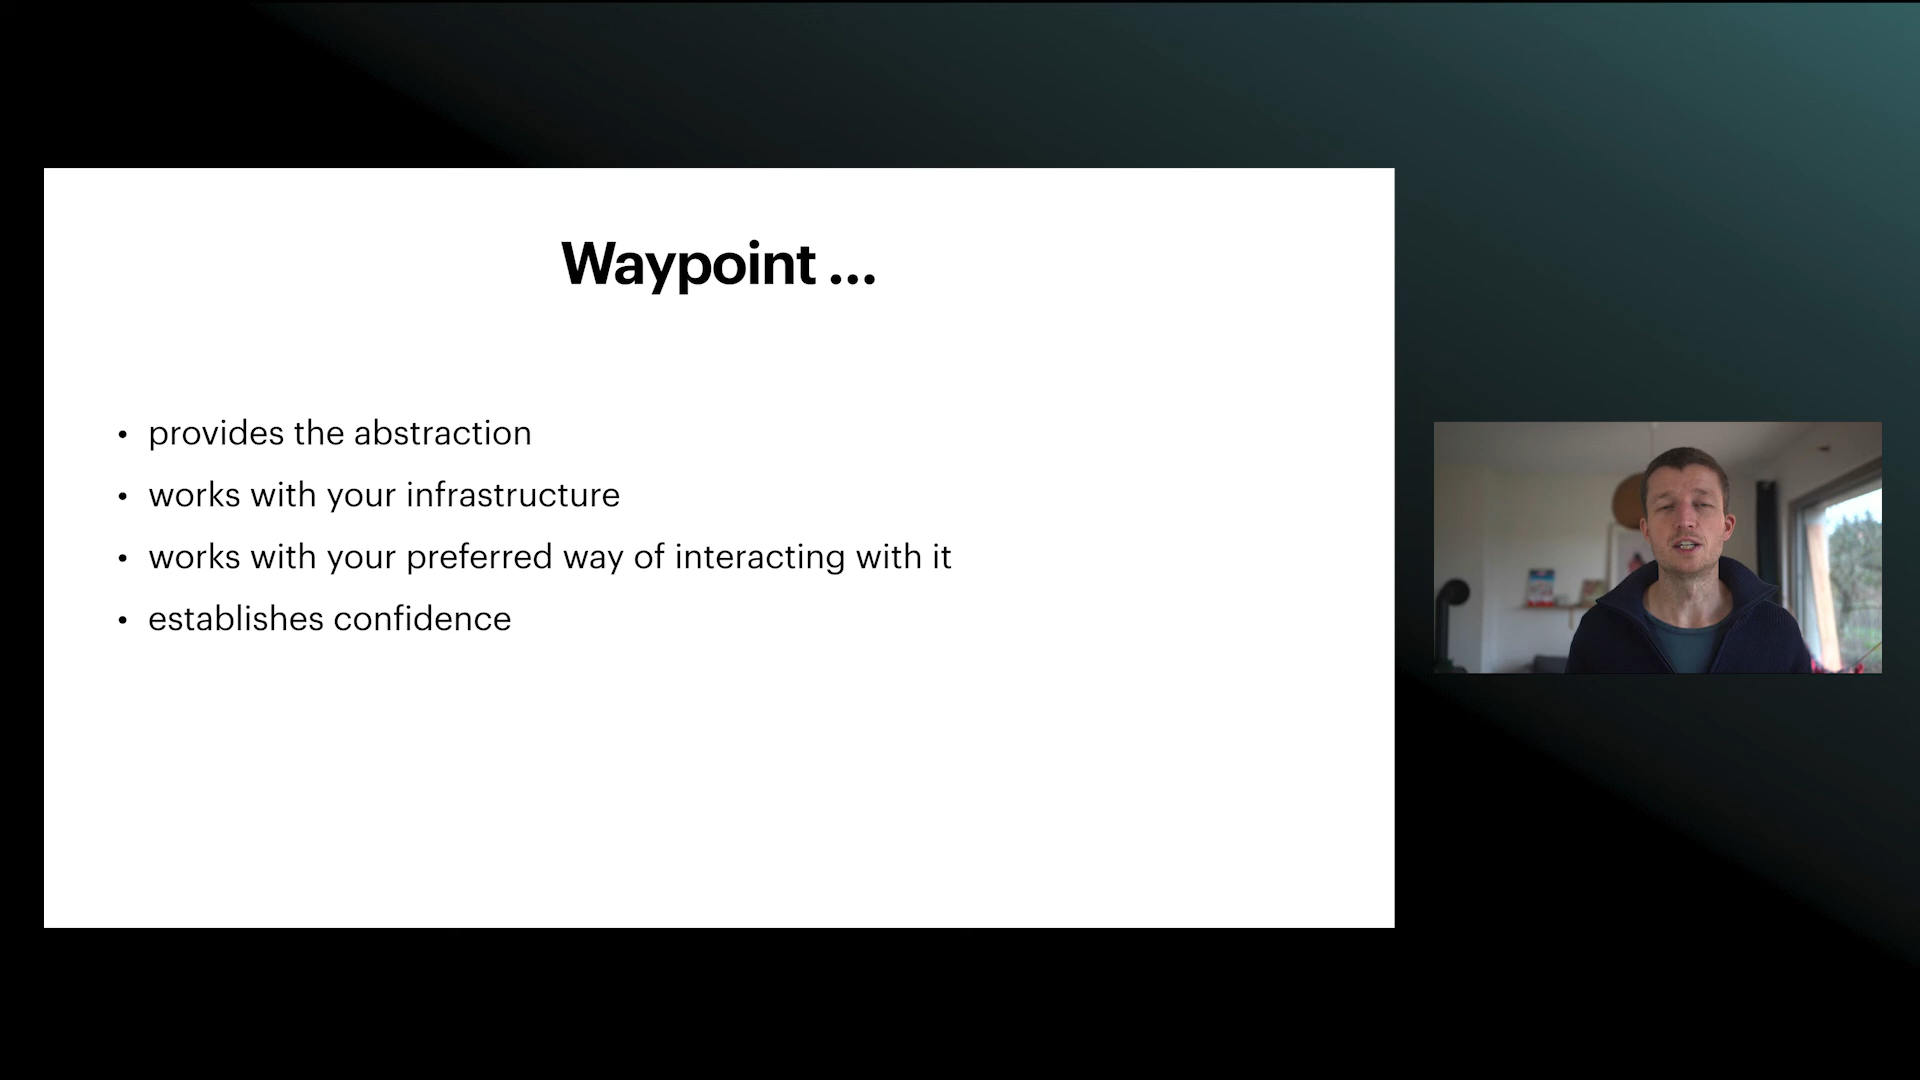 Waypoint ...
• provides the abstraction
• works with your infrastructure
• works with your preferred way of interacting with it
• establishes confidence